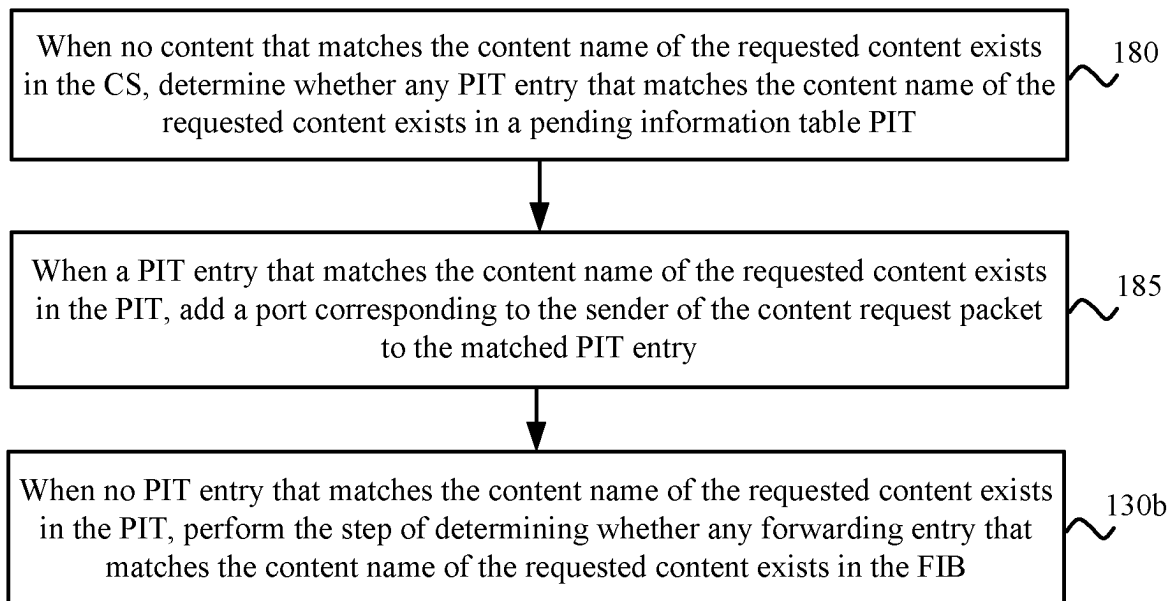 When no content that matches the content name of the requested content exists
in the CS, determine whether any PIT entry that matches the content name of the
requested content exists in a pending information table PIT
180
When a PIT entry that matches the content name of the requested content exists
in the PIT, add a port corresponding to the sender of the content request packet
to the matched PIT entry
185
When no PIT entry that matches the content name of the requested content exists
in the PIT, perform the step of determining whether any forwarding entry that
matches the content name of the requested content exists in the FIB
130b